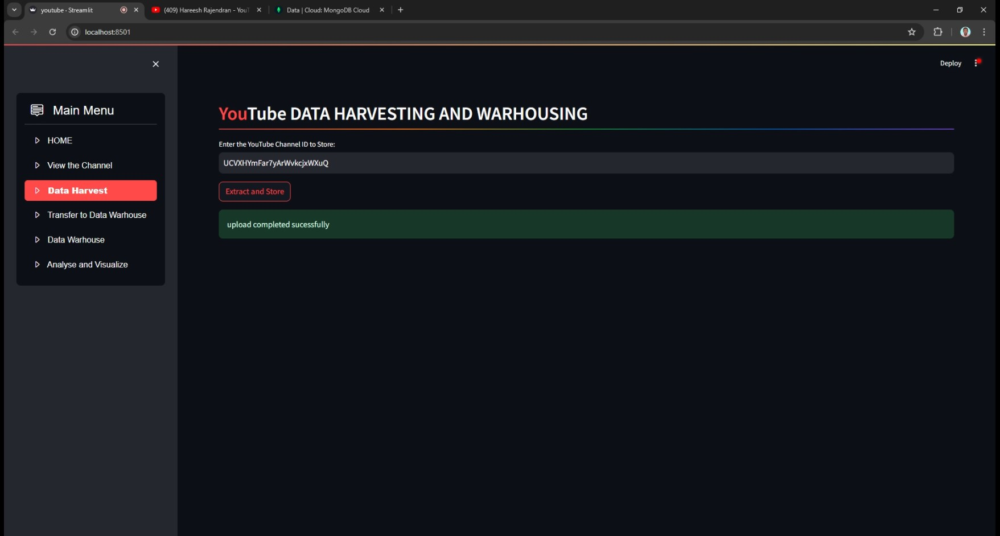 youtube · Streamlit
(409) Hareesh Rajendran - YouT
Data | Cloud: MongoDB Cloud
localhost:8501
Deploy
Main Menu
HOME
View the Channel
Data Harvest
Transfer to Data Warhouse
Data Warhouse
Analyse and Visualize
YouTube DATA HARVESTING AND WARHOUSING
Enter the YouTube Channel ID to Store:
UCVXHYmFar7yArWvkcjxWXuQ
Extract and Store
upload completed sucessfully